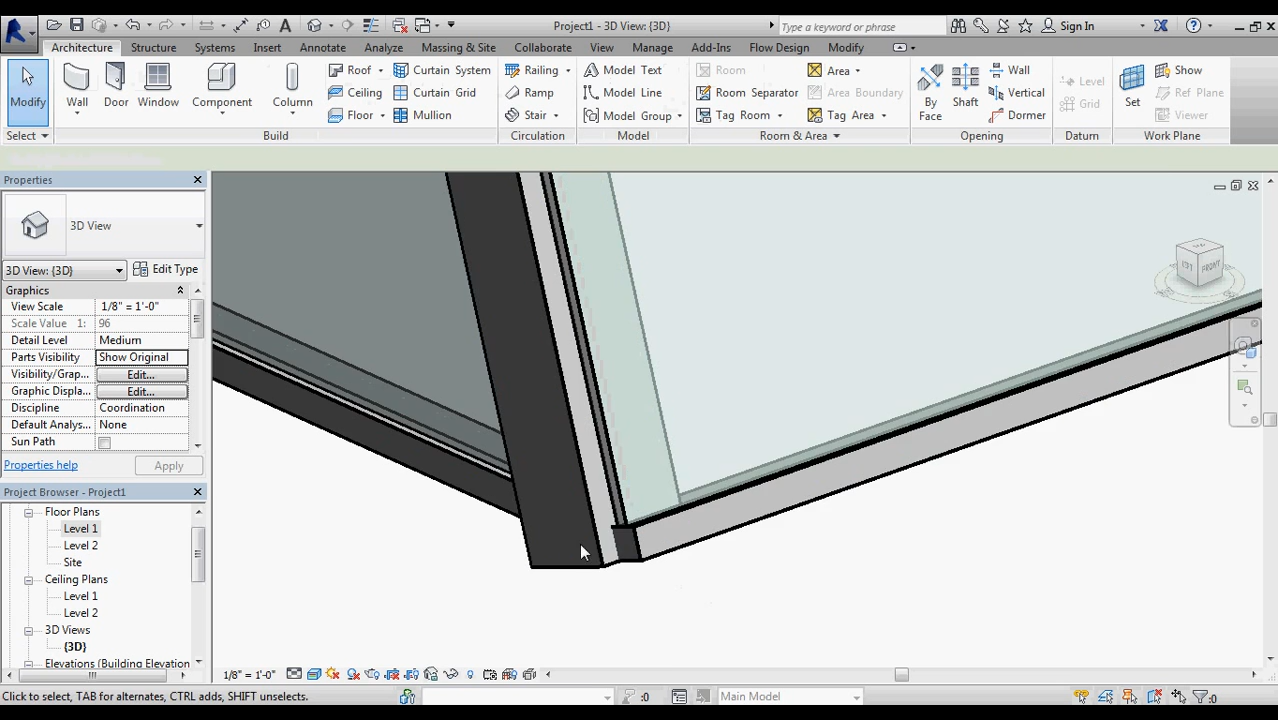 Project1 - 3D View: {3D}
Type a keyword or phrase
Sign In
Architecture Structure Systems Insert Annotate Analyze Massing & Site Collaborate View Manage Add-Ins Flow Design Modify
Modify Wall Door Window Component Column
Roof Curtain System Railing Model Text Room Area Wall Level Show
Ceiling Curtain Grid Ramp Model Line Room Separator Area Boundary Vertical Grid Ref Plane
Floor Mullion Stair Model Group Tag Room Tag Area Dormer Viewer
By Face Shaft Set
Select Build Circulation Model Room & Area Opening Datum Work Plane
Properties
3D View
3D View: {3D} Edit Type
Graphics
View Scale 1/8" = 1'-0"
Scale Value 1: 96
Detail Level Medium
Parts Visibility Show Original
Visibility/Grap... Edit...
Graphic Displa... Edit...
Discipline Coordination
Default Analys... None
Sun Path
Properties help Apply
Project Browser - Project1
Floor Plans
Level 1
Level 2
Site
Ceiling Plans
Level 1
Level 2
3D Views
{3D}
Elevations (Building Elevation
FRONT
1/8" = 1'-0"
Click to select, TAB for alternates, CTRL adds, SHIFT unselects.
:0
Main Model
:0